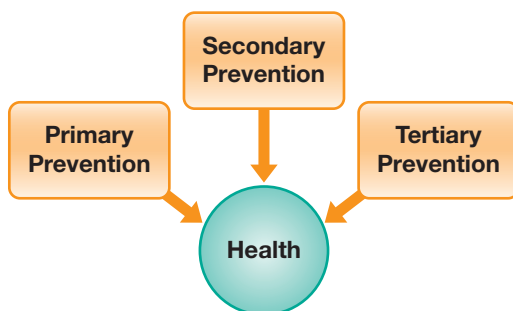 Secondary
Prevention
Primary
Prevention
Tertiary
Prevention
Health